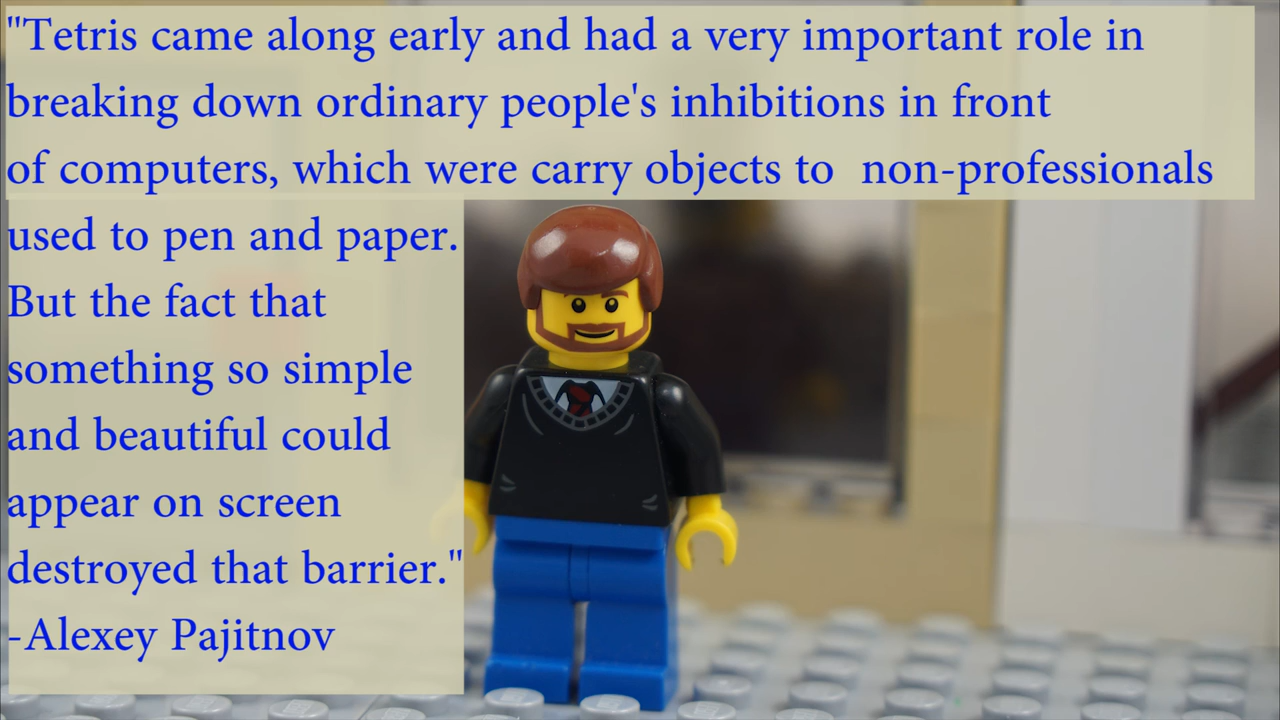 "Tetris came along early and had a very important role in
breaking down ordinary people's inhibitions in front
of computers, which were carry objects to  non-professionals
used to pen and paper.
But the fact that
something so simple
and beautiful could
appear on screen
destroyed that barrier."
-Alexey Pajitnov